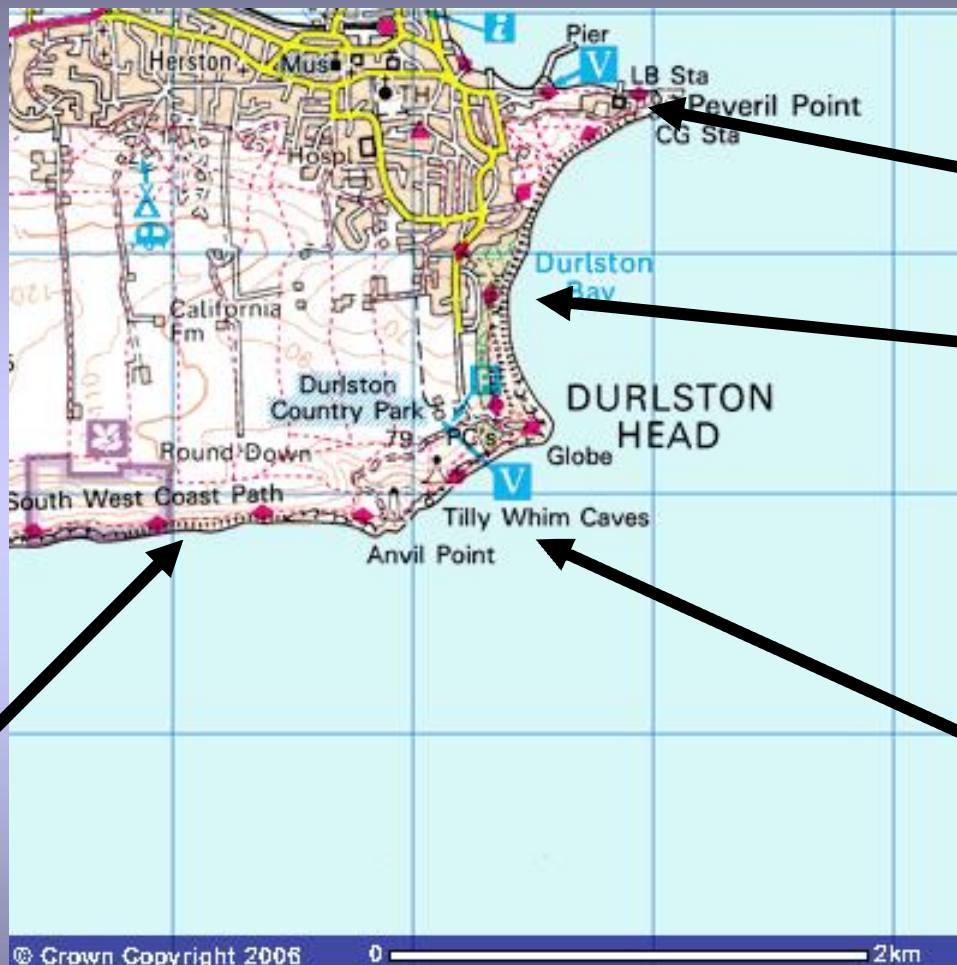 i
Pier
Herston
Mus
V
LB Sta
TH
Peveril Point
CG Sta
Hospl
Durlston
Bay
120
California
Fm
90
Durlston
Country Park
DURLSTON
HEAD
79
PC's
Globe
Round Down
V
South West Coast Path
Tilly Whim Caves
Anvil Point
© Crown Copyright 2006
0
2km